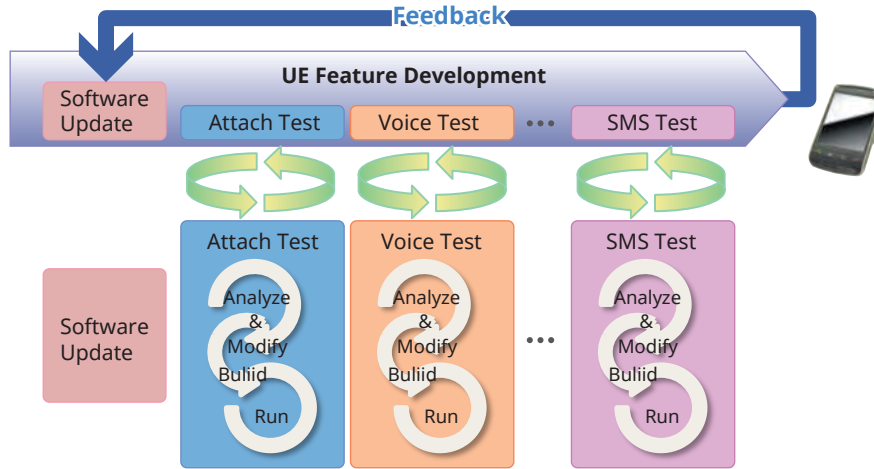 Feedback
UE Feature Development
Software
Update
Attach Test
Voice Test
•••
SMS Test
Attach Test
Voice Test
SMS Test
Software
Update
Analyze
&
Modify
Buliid
Run
Analyze
&
Modify
Buliid
Run
•••
Analyze
&
Modify
Buliid
Run